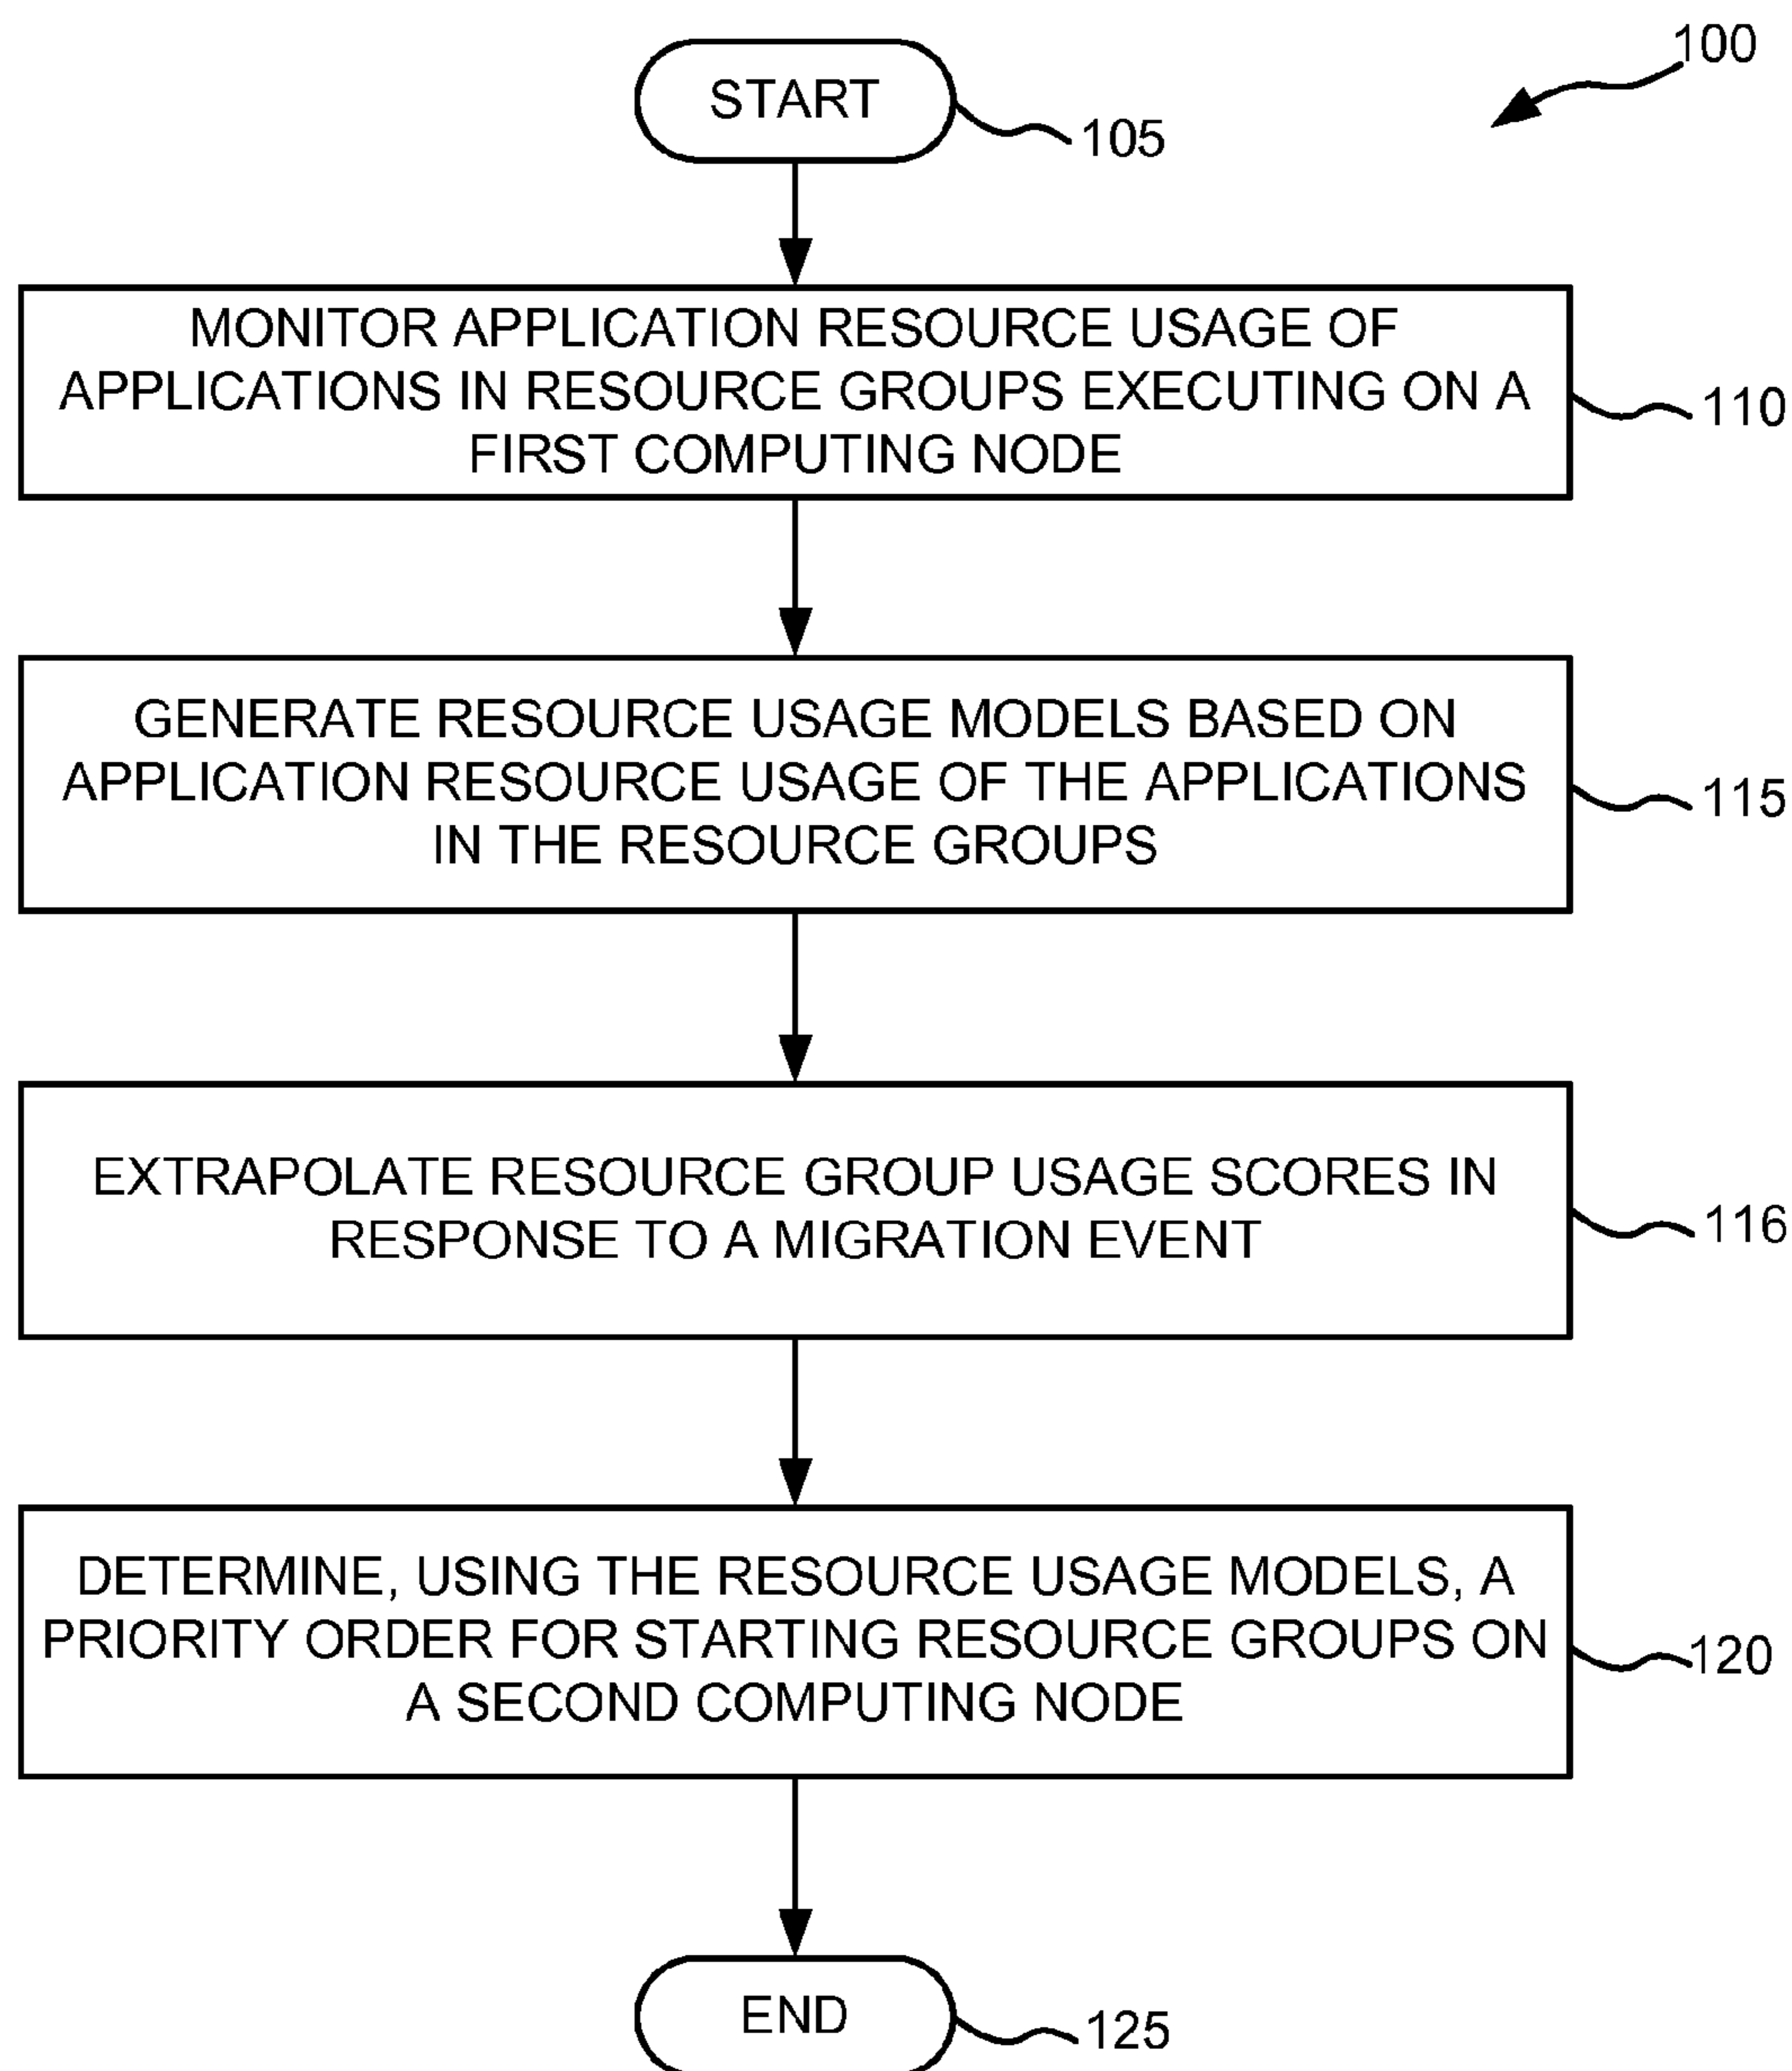 100
START
105
MONITOR APPLICATION RESOURCE USAGE OF
APPLICATIONS IN RESOURCE GROUPS EXECUTING ON A
FIRST COMPUTING NODE
110
GENERATE RESOURCE USAGE MODELS BASED ON
APPLICATION RESOURCE USAGE OF THE APPLICATIONS
IN THE RESOURCE GROUPS
115
EXTRAPOLATE RESOURCE GROUP USAGE SCORES IN
RESPONSE TO A MIGRATION EVENT
116
DETERMINE, USING THE RESOURCE USAGE MODELS, A
PRIORITY ORDER FOR STARTING RESOURCE GROUPS ON
A SECOND COMPUTING NODE
120
END
125